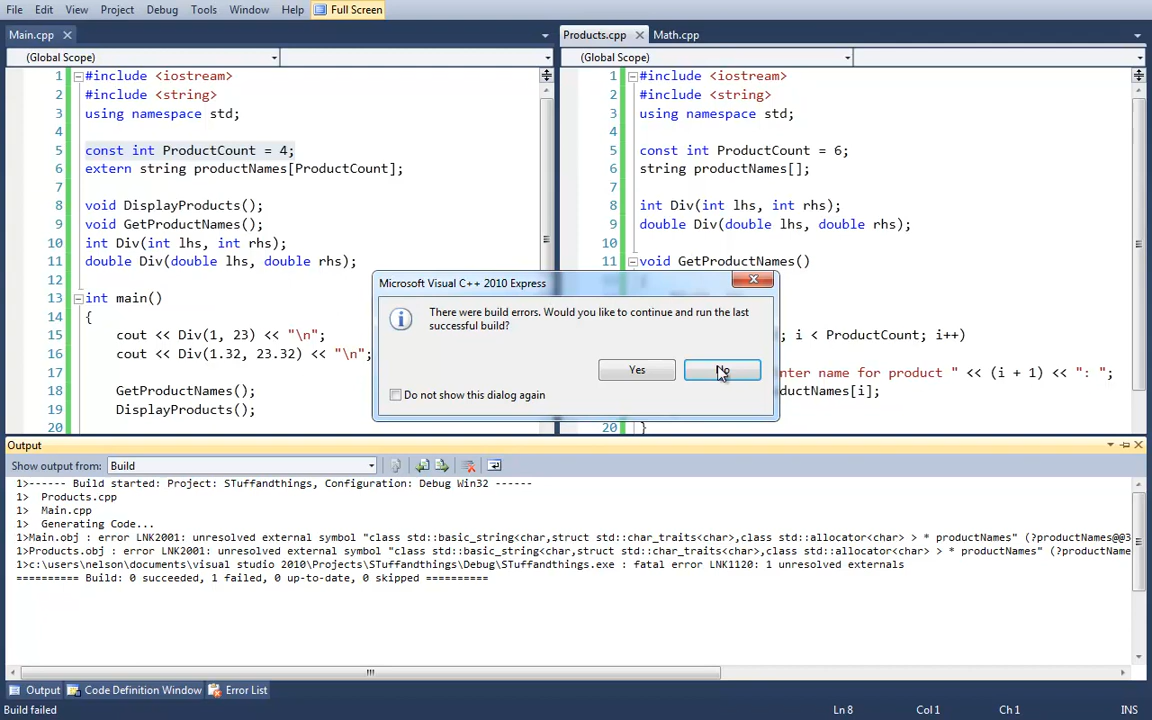 File Edit View Project Debug Tools Window Help Full Screen
Main.cpp
(Global Scope)
1 #include <iostream>
2 #include <string>
3 using namespace std;
4
5 const int ProductCount = 4;
6 extern string productNames[ProductCount];
7
8 void DisplayProducts();
9 void GetProductNames();
10 int Div(int lhs, int rhs);
11 double Div(double lhs, double rhs);
12
13 int main()
14 {
15 cout << Div(1, 23) << "\n";
16 cout << Div(1.32, 23.32) << "\n";
17
18 GetProductNames();
19 DisplayProducts();
20
Products.cpp Math.cpp
(Global Scope)
1 #include <iostream>
2 #include <string>
3 using namespace std;
4
5 const int ProductCount = 6;
6 string productNames[];
7
8 int Div(int lhs, int rhs);
9 double Div(double lhs, double rhs);
10
11 void GetProductNames()
; i < ProductCount; i++)
nter name for product " << (i + 1) << ": ";
ductNames[i];
20 }
Microsoft Visual C++ 2010 Express
There were build errors. Would you like to continue and run the last
successful build?
Yes No
Do not show this dialog again
Output
Show output from: Build
1>------ Build started: Project: STuffandthings, Configuration: Debug Win32 ------
1> Products.cpp
1> Main.cpp
1> Generating Code...
1>Main.obj : error LNK2001: unresolved external symbol "class std::basic_string<char,struct std::char_traits<char>,class std::allocator<char> > * productNames" (?productNames@@3
1>Products.obj : error LNK2001: unresolved external symbol "class std::basic_string<char,struct std::char_traits<char>,class std::allocator<char> > * productNames" (?productNames
1>c:\users\nelson\documents\visual studio 2010\Projects\STuffandthings\Debug\STuffandthings.exe : fatal error LNK1120: 1 unresolved externals
========== Build: 0 succeeded, 1 failed, 0 up-to-date, 0 skipped ==========
Output Code Definition Window Error List
Build failed Ln 8 Col 1 Ch 1 INS